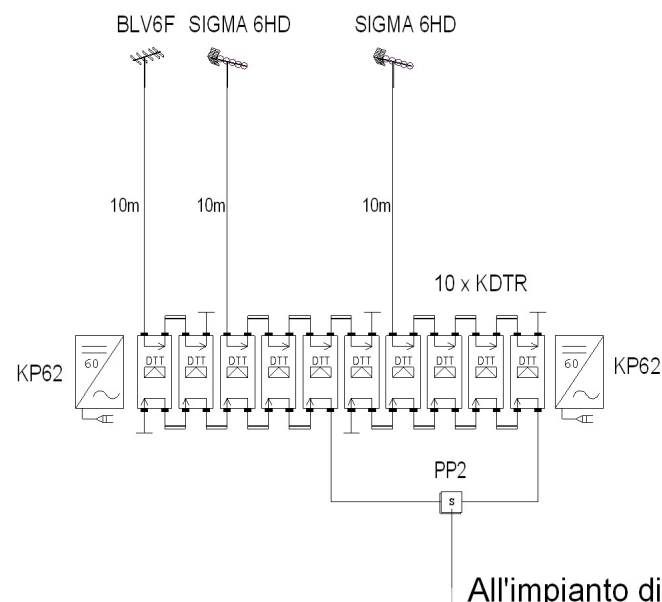 BLV6F SIGMA 6HD SIGMA 6HD
10m 10m 10m
10 x KDTR
KP62 60 DTT DTT DTT DTT DTT DTT DTT DTT DTT DTT 60 KP62
PP2
S
All'impianto di